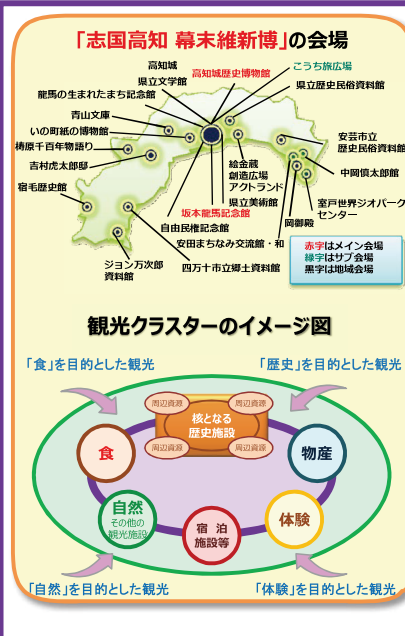 「志国高知 幕末維新博」の会場
高知城
県立文学館
高知城歴史博物館
こうち旅広場
龍馬の生まれたまち記念館
県立歴史民俗資料館
青山文庫
いの町紙の博物館
梼原千百年物語り
吉村虎太郎邸
宿毛歴史館
安芸市立
歴史民俗資料館
中岡慎太郎館
絵金蔵
創造広場
アクトランド
県立美術館
室戸世界ジオパーク
センター
岡御殿
坂本龍馬記念館
自由民権記念館
安田まちなみ交流館・和
ジョン万次郎
資料館
四万十市立郷土資料館
赤字はメイン会場
緑字はサブ会場
黒字は地域会場
観光クラスターのイメージ図
「食」を目的とした観光
「歴史」を目的とした観光
周辺資源
周辺資源
核となる
歴史施設
周辺資源
周辺資源
食
物産
自然
その他の
観光施設
宿 泊
施設等
体験
「自然」を目的とした観光
「体験」を目的とした観光